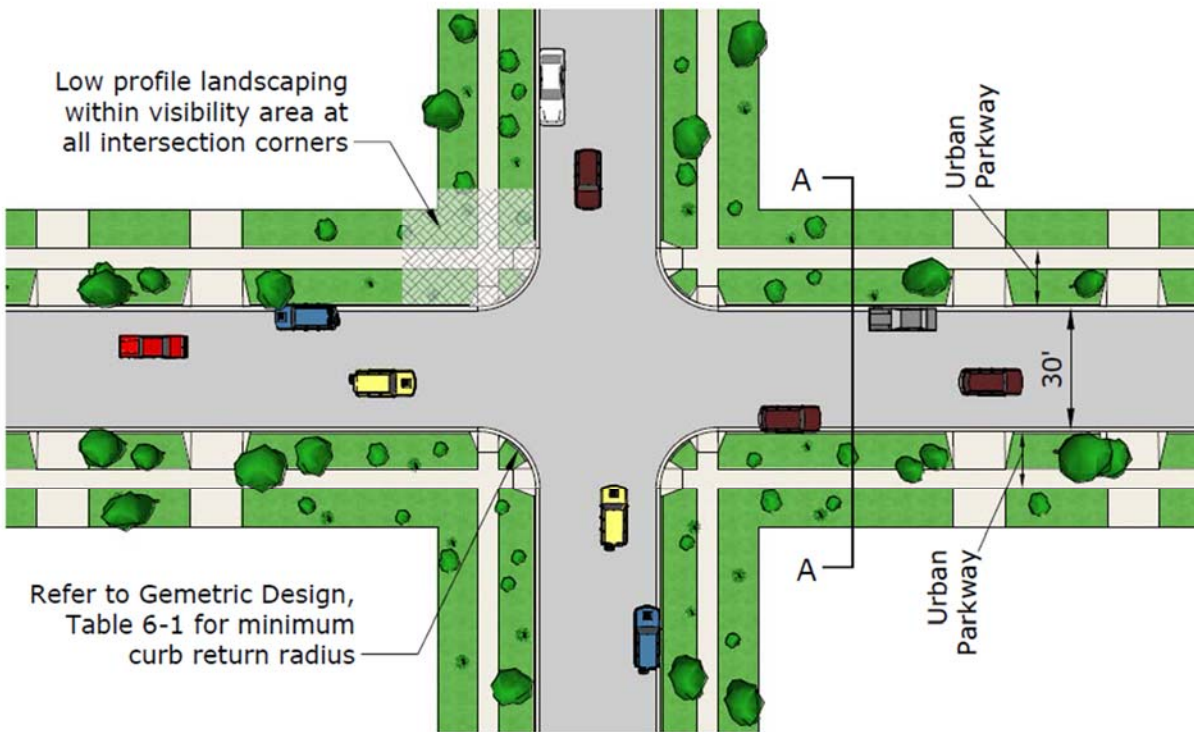 Low profile landscaping
within visibility area at
all intersection corners
A
Urban
Parkway
30'
A
Urban
Parkway
Refer to Gemetric Design,
Table 6-1 for minimum
curb return radius